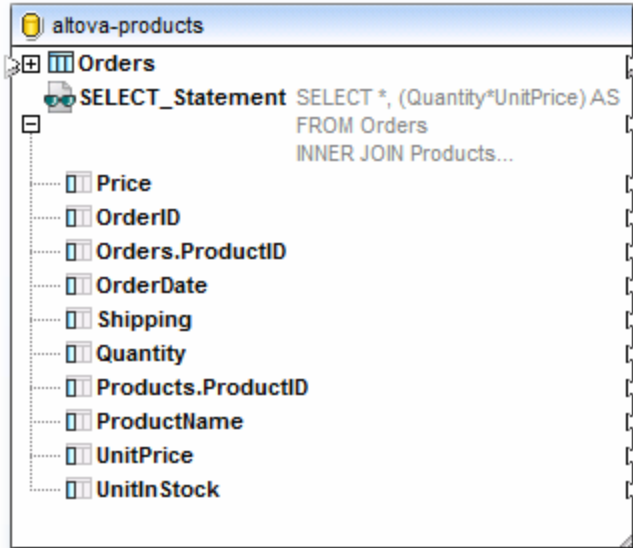 altova-products
Orders
SELECT_Statement SELECT *, (Quantity*UnitPrice) AS
FROM Orders
INNER JOIN Products...
Price
OrderID
Orders.ProductID
OrderDate
Shipping
Quantity
Products.ProductID
ProductName
UnitPrice
UnitInStock